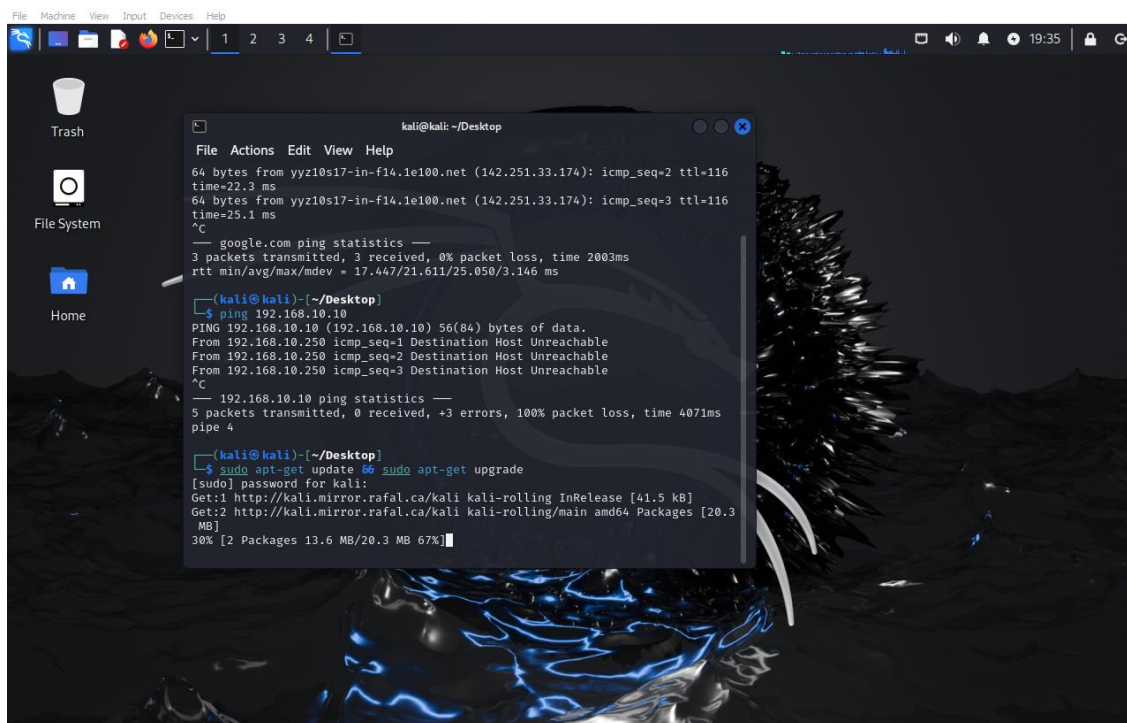 File Machine View Input Devices Help
1 2 3 4
19:35
Trash
File System
Home
kali@kali: ~/Desktop
File Actions Edit View Help
64 bytes from yyz10s17-in-f14.1e100.net (142.251.33.174): icmp_seq=2 ttl=116
time=22.3 ms
64 bytes from yyz10s17-in-f14.1e100.net (142.251.33.174): icmp_seq=3 ttl=116
time=25.1 ms
^C
— google.com ping statistics —
3 packets transmitted, 3 received, 0% packet loss, time 2003ms
rtt min/avg/max/mdev = 17.447/21.611/25.050/3.146 ms
┌──(kali㉿kali)-[~/Desktop]
└─$ ping 192.168.10.10
PING 192.168.10.10 (192.168.10.10) 56(84) bytes of data.
From 192.168.10.250 icmp_seq=1 Destination Host Unreachable
From 192.168.10.250 icmp_seq=2 Destination Host Unreachable
From 192.168.10.250 icmp_seq=3 Destination Host Unreachable
^C
— 192.168.10.10 ping statistics —
5 packets transmitted, 0 received, +3 errors, 100% packet loss, time 4071ms
pipe 4
┌──(kali㉿kali)-[~/Desktop]
└─$ sudo apt-get update && sudo apt-get upgrade
[sudo] password for kali:
Get:1 http://kali.mirror.rafal.ca/kali kali-rolling InRelease [41.5 kB]
Get:2 http://kali.mirror.rafal.ca/kali kali-rolling/main amd64 Packages [20.3
MB]
30% [2 Packages 13.6 MB/20.3 MB 67%]